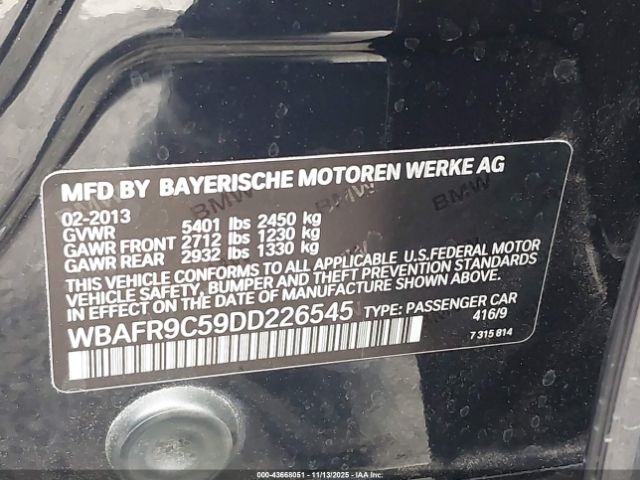 MFD BY BAYERISCHE MOTOREN WERKE AG
02-2013
GVWR 5401 lbs 2450 kg
GAWR FRONT 2712 lbs 1230 kg
GAWR REAR 2932 lbs 1330 kg
THIS VEHICLE CONFORMS TO ALL APPLICABLE U.S.FEDERAL MOTOR
VEHICLE SAFETY, BUMPER AND THEFT PREVENTION STANDARDS
IN EFFECT ON THE DATE OF MANUFACTURE SHOWN ABOVE.
WBAFR9C59DD226545 TYPE: PASSENGER CAR
416/9
7 315 814
000-43668051 - 11/13/2025 - IAAI.COM